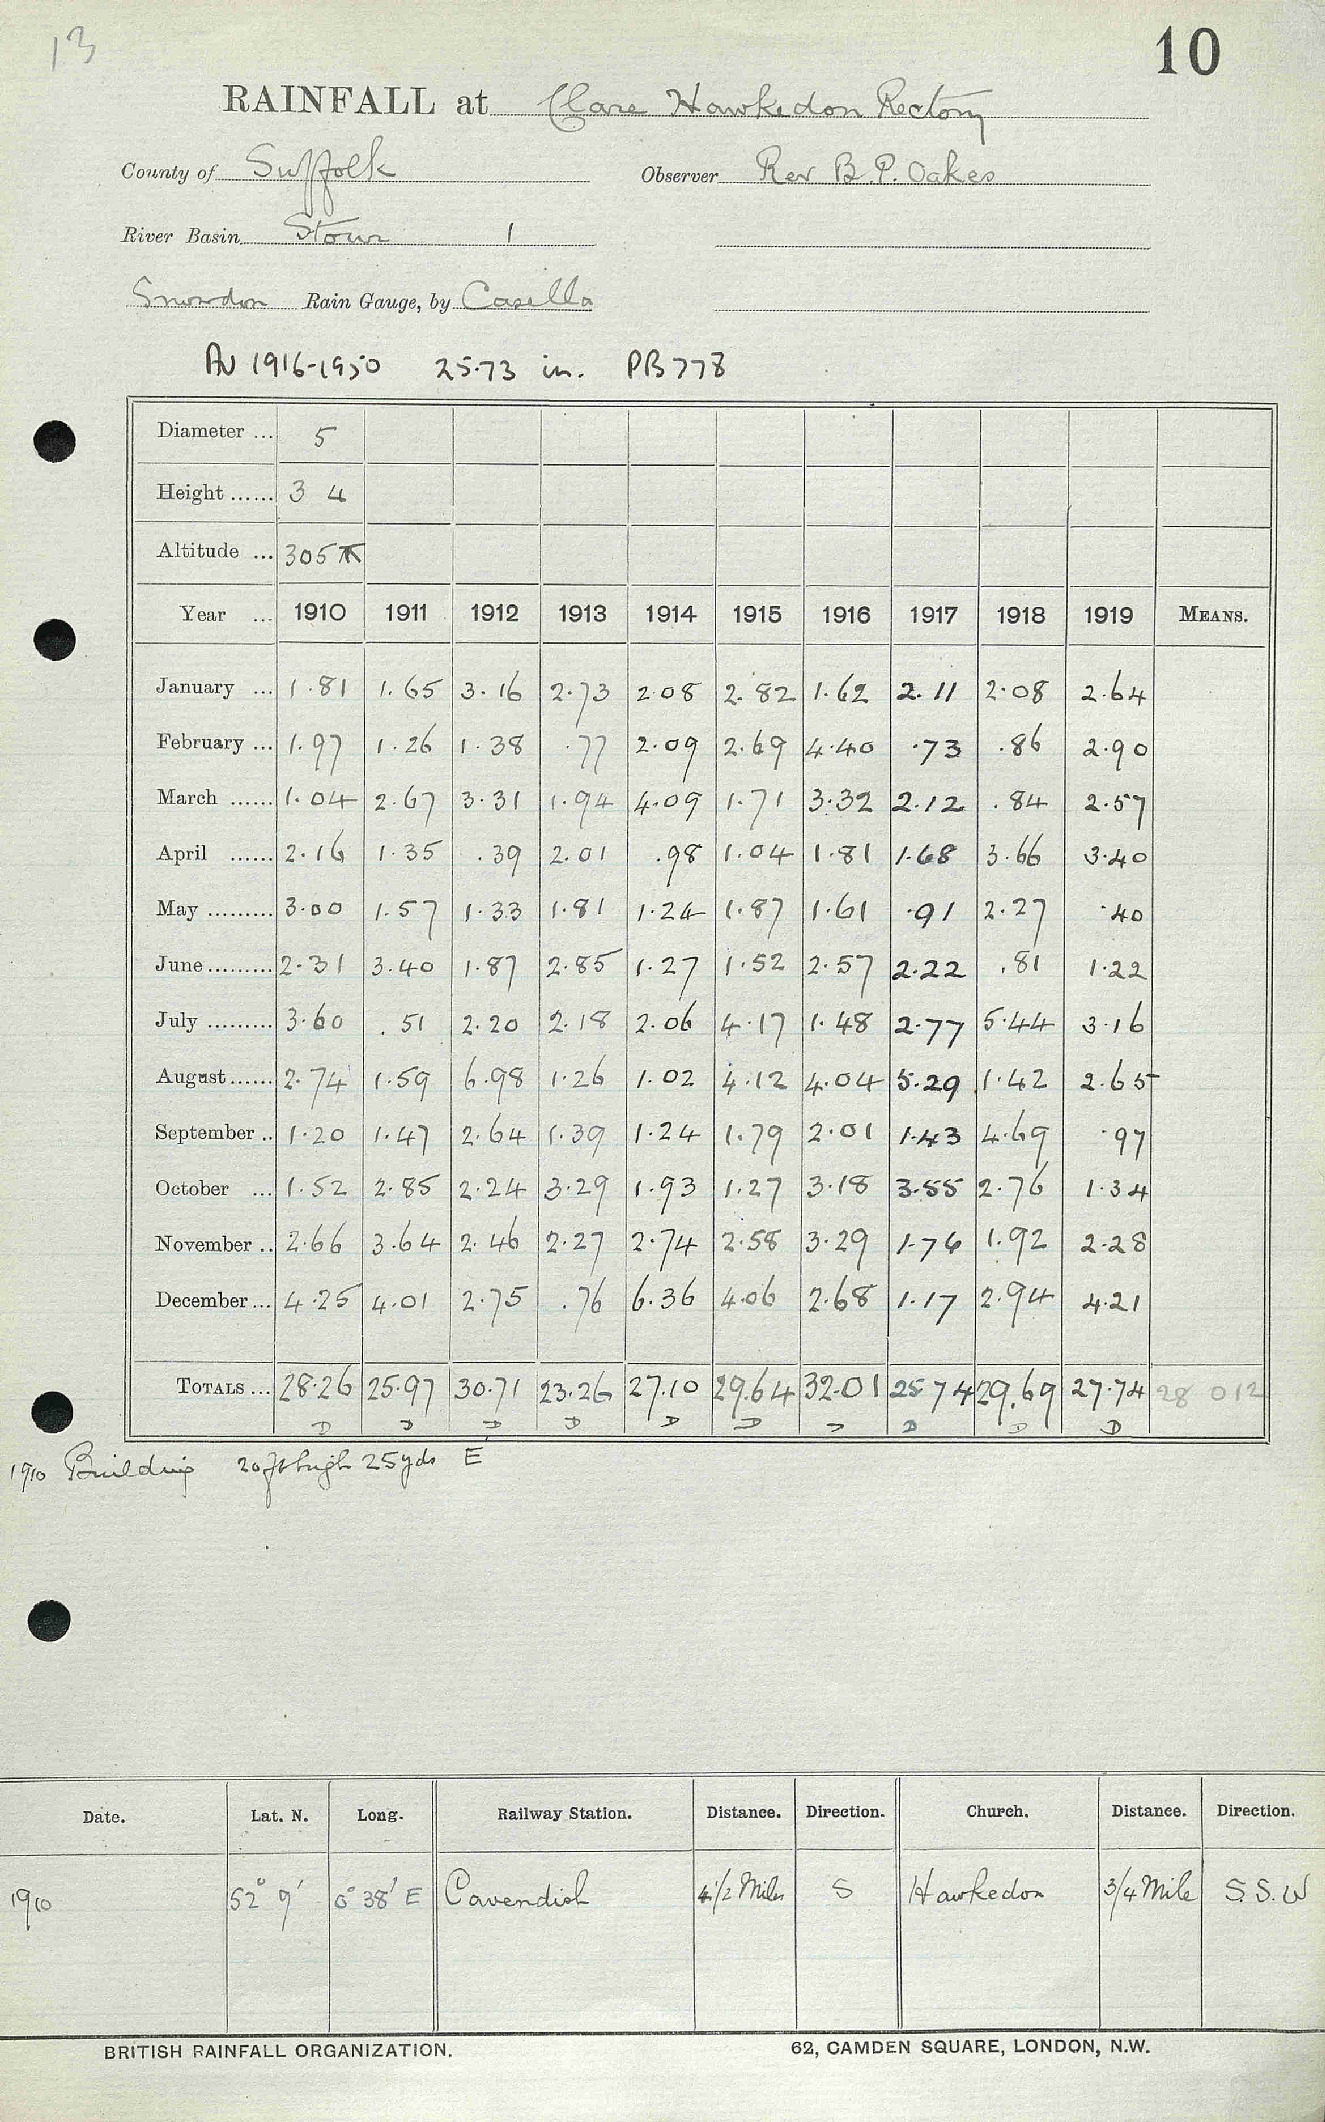 13
10
RAINFALL at Clare Hawkedon Rectory
County of Suffolk Observer Rev B.P. Oakes
River Basin Stour 1
Snowdon Rain Gauge, by Casella
AV 1916-1950 25.73 in. PB778
Diameter ... 5
Height ...... 3 4
Altitude ... 305 ft
Year ... 1910 1911 1912 1913 1914 1915 1916 1917 1918 1919 MEANS.
January ... 1.81 1.65 3.16 2.73 2.08 2.82 1.62 2.11 2.08 2.64
February ... 1.97 1.26 1.38 .77 2.09 2.69 4.40 .73 .86 2.90
March ...... 1.04 2.67 3.31 1.94 4.09 1.71 3.32 2.12 .84 2.57
April ...... 2.16 1.35 .39 2.01 .98 1.04 1.81 1.68 3.66 3.40
May ......... 3.00 1.57 1.33 1.81 1.24 1.87 1.61 .91 2.27 .40
June ......... 2.31 3.40 1.87 2.85 1.27 1.52 2.57 2.22 .81 1.22
July ......... 3.60 .51 2.20 2.18 2.06 4.17 1.48 2.77 5.44 3.16
August ...... 2.74 1.59 6.98 1.26 1.02 4.12 4.04 5.29 1.42 2.65
September .. 1.20 1.47 2.64 1.39 1.24 1.79 2.01 1.43 4.69 .97
October ... 1.52 2.85 2.24 3.29 1.93 1.27 3.18 3.55 2.76 1.34
November .. 2.66 3.64 2.46 2.27 2.74 2.58 3.29 1.76 1.92 2.28
December ... 4.25 4.01 2.75 .76 6.36 4.06 2.68 1.17 2.94 4.21
TOTALS ... 28.26 25.97 30.71 23.26 27.10 29.64 32.01 25.74 29.69 27.74 28 012
D D D D D D D D D D
1910 Building 20 ft high 25 yds E
Date. Lat. N. Long. Railway Station. Distance. Direction. Church. Distance. Direction.
1910 52° 9' 0° 38' E Cavendish 4 1/2 Miles S Hawkedon 3/4 Mile S.S.W
BRITISH RAINFALL ORGANIZATION. 62, CAMDEN SQUARE, LONDON, N.W.